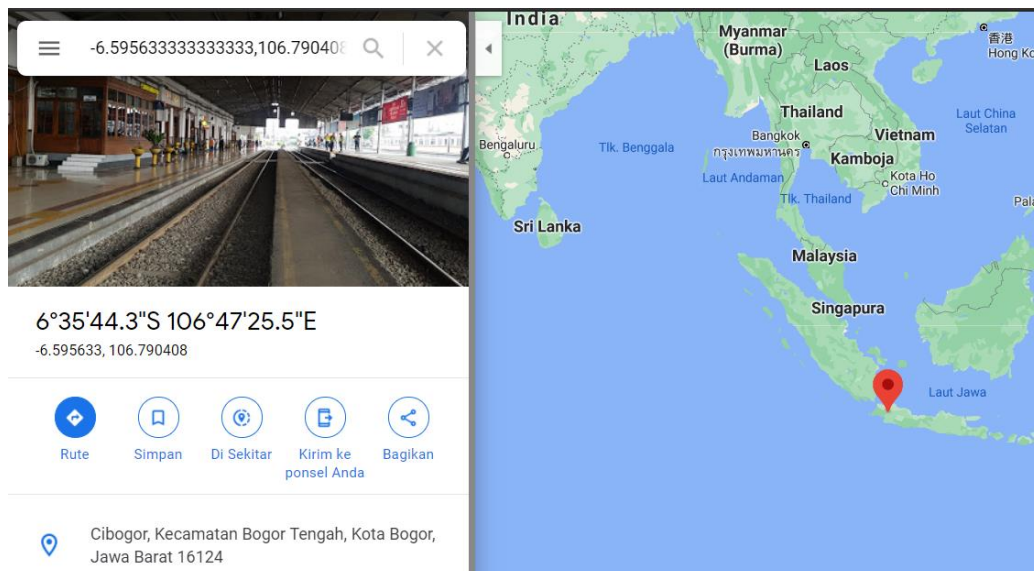 -6.595633333333333,106.790408
6°35'44.3"S 106°47'25.5"E
-6.595633, 106.790408
Rute
Simpan
Di Sekitar
Kirim ke
ponsel Anda
Bagikan
Cibogor, Kecamatan Bogor Tengah, Kota Bogor,
Jawa Barat 16124
India
Myanmar
(Burma)
香港
Hong Ko
Laos
Thailand
Laut China
Selatan
Bengaluru
Tlk. Benggala
Bangkok
กรุงเทพมหานคร
Vietnam
Kamboja
Laut Andaman
Kota Ho
Chi Minh
Tlk. Thailand
Pala
Sri Lanka
Malaysia
Singapura
Laut Jawa